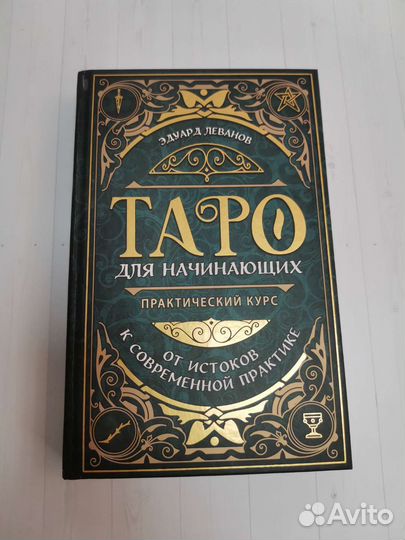 ЭДУАРД ЛЕВАНОВ
ТАРО
ДЛЯ НАЧИНАЮЩИХ
ПРАКТИЧЕСКИЙ КУРС
ОТ ИСТОКОВ
К СОВРЕМЕННОЙ ПРАКТИКЕ
Avito